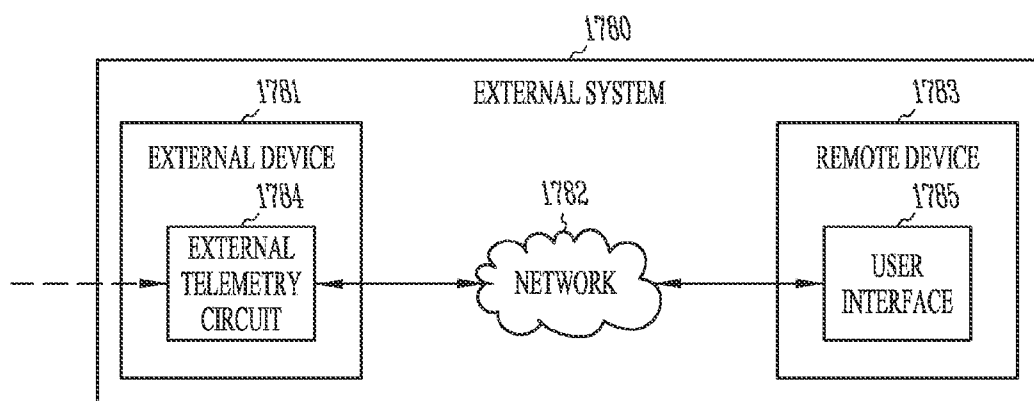 1780
EXTERNAL SYSTEM
1781
EXTERNAL DEVICE
1784
EXTERNAL
TELEMETRY
CIRCUIT
1782
NETWORK
1783
REMOTE DEVICE
1785
USER
INTERFACE